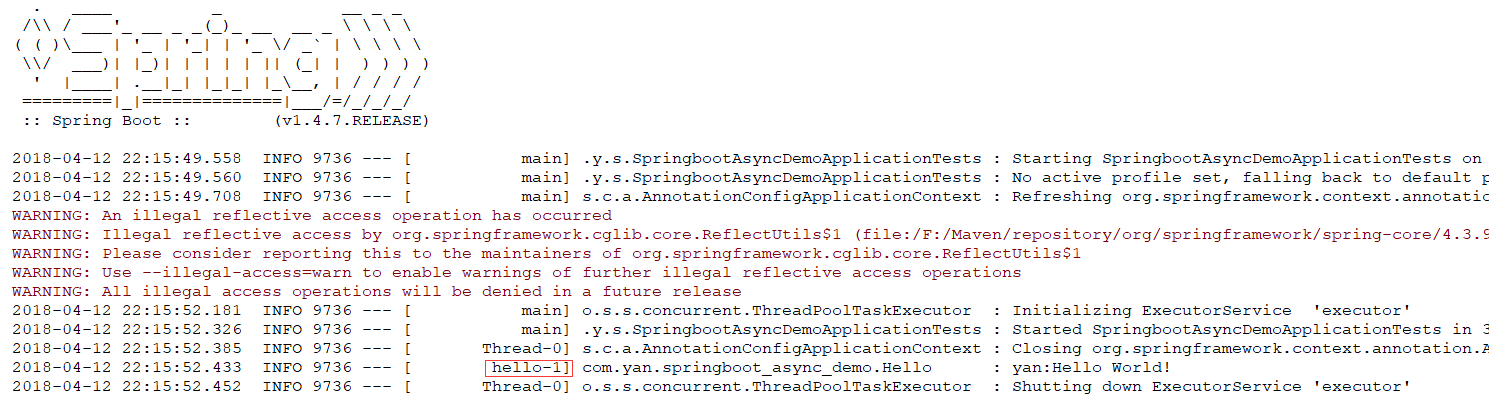 .   ____          _            __ _ _
 /\\ / ___'_ __ _ _(_)_ __  __ _ \ \ \ \
( ( )\___ | '_ | '_| | '_ \/ _` | \ \ \ \
 \\/  ___)| |_)| | | | | || (_| |  ) ) ) )
  '  |____| .__|_| |_|_| |_\__, | / / / /
 =========|_|==============|___/=/_/_/_/
 :: Spring Boot ::        (v1.4.7.RELEASE)
2018-04-12 22:15:49.558  INFO 9736 --- [           main] .y.s.SpringbootAsyncDemoApplicationTests : Starting SpringbootAsyncDemoApplicationTests on
2018-04-12 22:15:49.560  INFO 9736 --- [           main] .y.s.SpringbootAsyncDemoApplicationTests : No active profile set, falling back to default p
2018-04-12 22:15:49.708  INFO 9736 --- [           main] s.c.a.AnnotationConfigApplicationContext : Refreshing org.springframework.context.annotatio
WARNING: An illegal reflective access operation has occurred
WARNING: Illegal reflective access by org.springframework.cglib.core.ReflectUtils$1 (file:/F:/Maven/repository/org/springframework/spring-core/4.3.9
WARNING: Please consider reporting this to the maintainers of org.springframework.cglib.core.ReflectUtils$1
WARNING: Use --illegal-access=warn to enable warnings of further illegal reflective access operations
WARNING: All illegal access operations will be denied in a future release
2018-04-12 22:15:52.181  INFO 9736 --- [           main] o.s.s.concurrent.ThreadPoolTaskExecutor  : Initializing ExecutorService  'executor'
2018-04-12 22:15:52.326  INFO 9736 --- [           main] .y.s.SpringbootAsyncDemoApplicationTests : Started SpringbootAsyncDemoApplicationTests in 3
2018-04-12 22:15:52.385  INFO 9736 --- [       Thread-0] s.c.a.AnnotationConfigApplicationContext : Closing org.springframework.context.annotation.A
2018-04-12 22:15:52.433  INFO 9736 --- [        hello-1] com.yan.springboot_async_demo.Hello      : yan:Hello World!
2018-04-12 22:15:52.452  INFO 9736 --- [       Thread-0] o.s.s.concurrent.ThreadPoolTaskExecutor  : Shutting down ExecutorService 'executor'